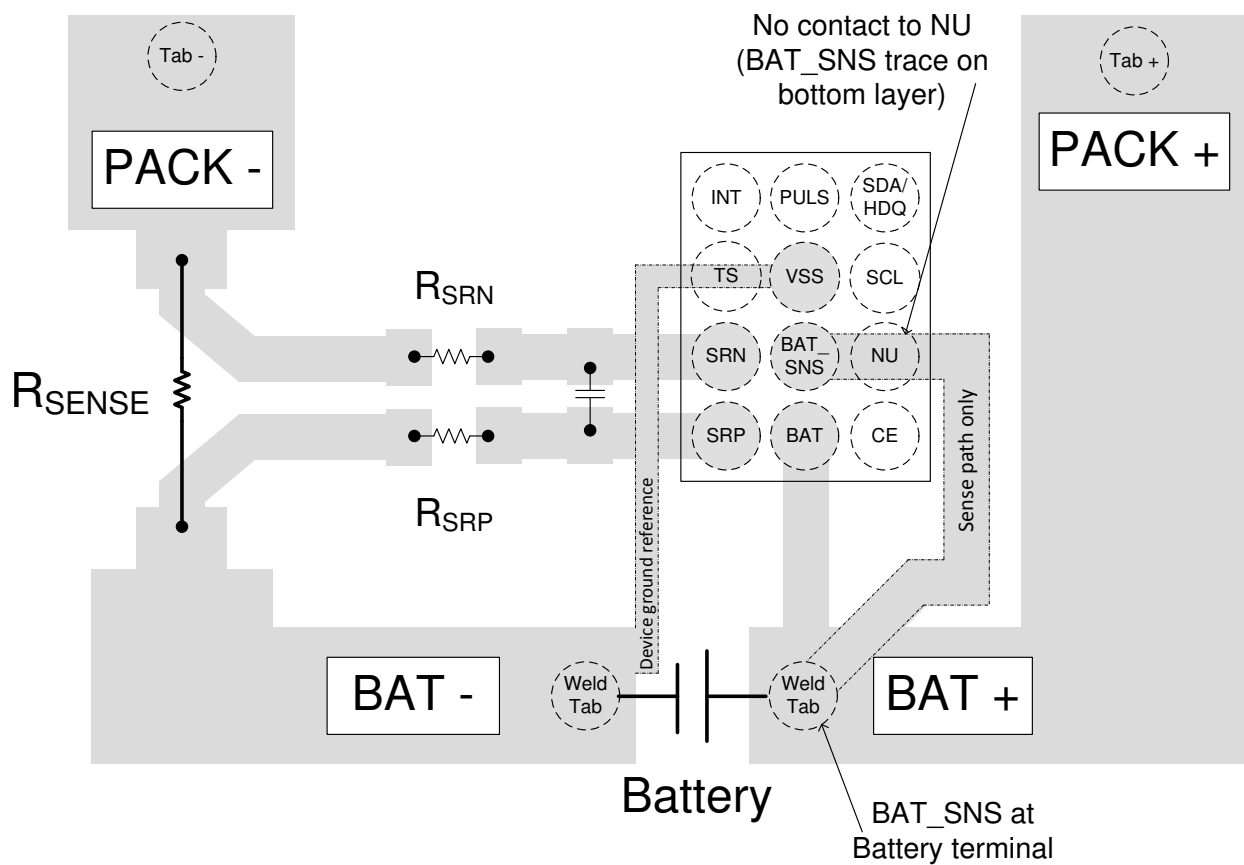 No contact to NU
(BAT_SNS trace on
bottom layer)
Tab -
Tab +
PACK -
PACK +
INT
PULS
SDA/
HDQ
TS
VSS
SCL
RSRN
SRN
BAT_
SNS
NU
RSENSE
SRP
BAT
CE
RSRP
Sense path only
Device ground reference
BAT -
Weld
Tab
Weld
Tab
BAT +
Battery
BAT_SNS at
Battery terminal